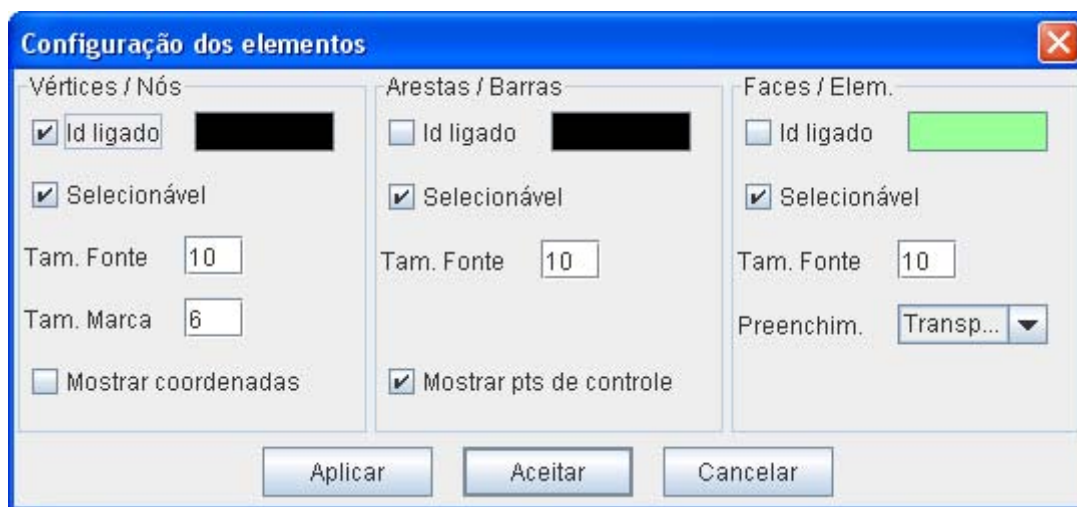 Configuração dos elementos
Vértices / Nós
Id ligado
Selecionável
Tam. Fonte 10
Tam. Marca 6
Mostrar coordenadas
Arestas / Barras
Id ligado
Selecionável
Tam. Fonte 10
Mostrar pts de controle
Faces / Elem.
Id ligado
Selecionável
Tam. Fonte 10
Preenchim. Transp...
Aplicar Aceitar Cancelar